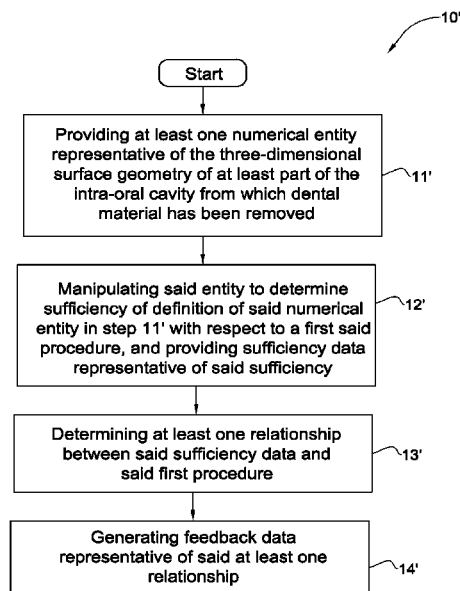 10'
Start
Providing at least one numerical entity
representative of the three-dimensional
surface geometry of at least part of the
intra-oral cavity from which dental
material has been removed
11'
Manipulating said entity to determine
sufficiency of definition of said numerical
entity in step 11' with respect to a first said
procedure, and providing sufficiency data
representative of said sufficiency
12'
Determining at least one relationship
between said sufficiency data and
said first procedure
13'
Generating feedback data
representative of said at least one
relationship
14'